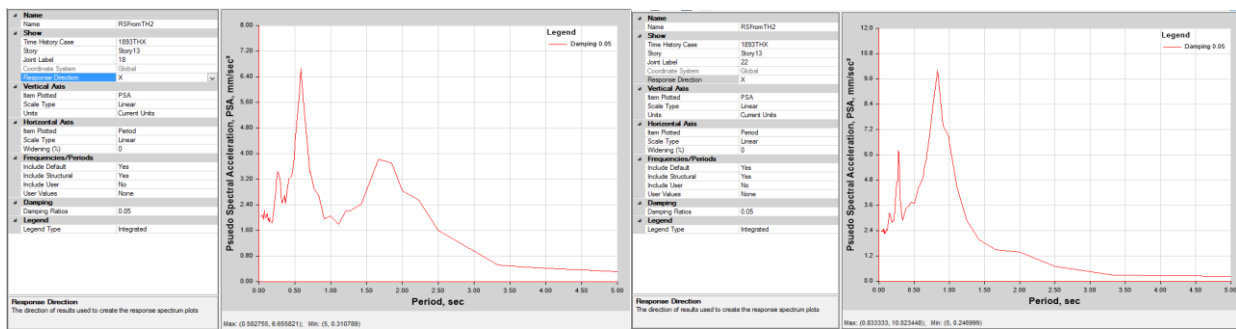 Name
Name RSFromTH2
Show
Time History Case 1893THX
Story Story13
Joint Label 18
Coordinate System Global
Response Direction X
Vertical Axis
Item Plotted PSA
Scale Type Linear
Units Current Units
Horizontal Axis
Item Plotted Period
Scale Type Linear
Widening (%) 0
Frequencies/Periods
Include Default Yes
Include Structural Yes
Include User No
User Values None
Damping
Damping Ratios 0.05
Legend
Legend Type Integrated
Response Direction
The direction of results used to create the response spectrum plots
Psuedo Spectral Acceleration, PSA, mm/sec²
8.00
7.20
6.40
5.60
4.80
4.00
3.20
2.40
1.60
0.80
0.00
Legend
Damping 0.05
0.00 0.50 1.00 1.50 2.00 2.50 3.00 3.50 4.00 4.50 5.00
Period, sec
Max: (0.582755, 6.655821); Min: (5, 0.310789)
Name
Name RSFromTH2
Show
Time History Case 1893THX
Story Story13
Joint Label 22
Coordinate System Global
Response Direction X
Vertical Axis
Item Plotted PSA
Scale Type Linear
Units Current Units
Horizontal Axis
Item Plotted Period
Scale Type Linear
Widening (%) 0
Frequencies/Periods
Include Default Yes
Include Structural Yes
Include User No
User Values None
Damping
Damping Ratios 0.05
Legend
Legend Type Integrated
Response Direction
The direction of results used to create the response spectrum plots
Psuedo Spectral Acceleration, PSA, mm/sec²
12.0
10.8
9.6
8.4
7.2
6.0
4.8
3.6
2.4
1.2
0.0
Legend
Damping 0.05
0.00 0.50 1.00 1.50 2.00 2.50 3.00 3.50 4.00 4.50 5.00
Period, sec
Max: (0.833333, 10.023448); Min: (5, 0.246999)